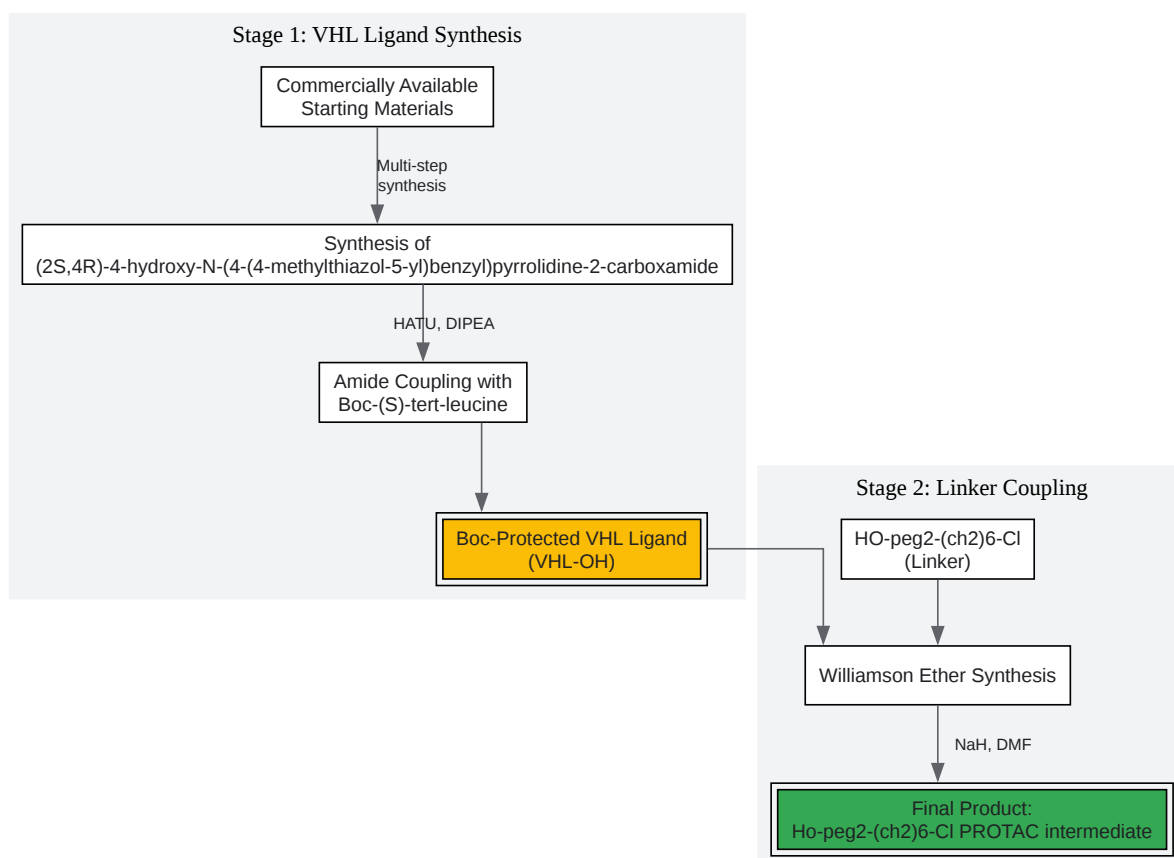 Stage 1: VHL Ligand Synthesis
Commercially Available
Starting Materials
Multi-step
synthesis
Synthesis of
(2S,4R)-4-hydroxy-N-(4-(4-methylthiazol-5-yl)benzyl)pyrrolidine-2-carboxamide
HATU, DIPEA
Amide Coupling with
Boc-(S)-tert-leucine
Boc-Protected VHL Ligand
(VHL-OH)
Stage 2: Linker Coupling
HO-peg2-(ch2)6-Cl
(Linker)
Williamson Ether Synthesis
NaH, DMF
Final Product:
Ho-peg2-(ch2)6-Cl PROTAC intermediate